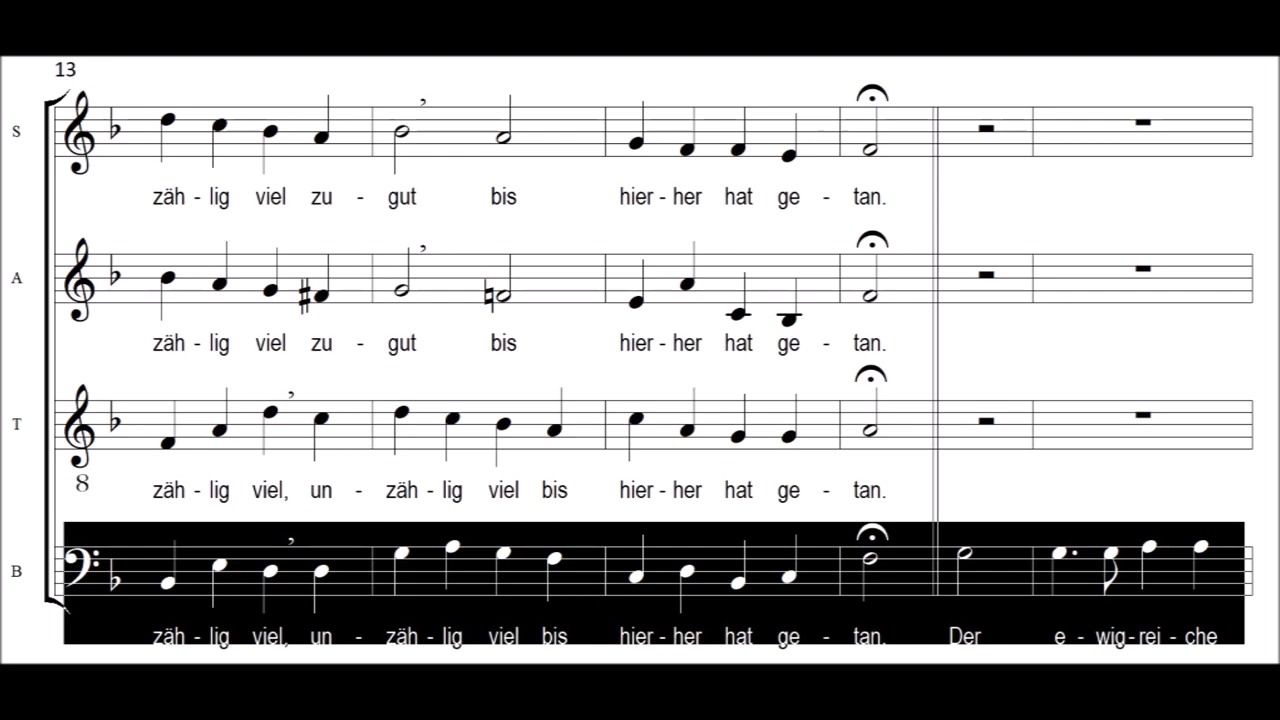 13
S
zäh - lig viel zu - gut bis hier - her hat ge - tan.
A
zäh - lig viel zu - gut bis hier - her hat ge - tan.
T
8
zäh - lig viel, un - zäh - lig viel bis hier - her hat ge - tan.
B
zäh - lig viel, un - zäh - lig viel bis hier - her hat ge - tan. Der e - wig - rei - che